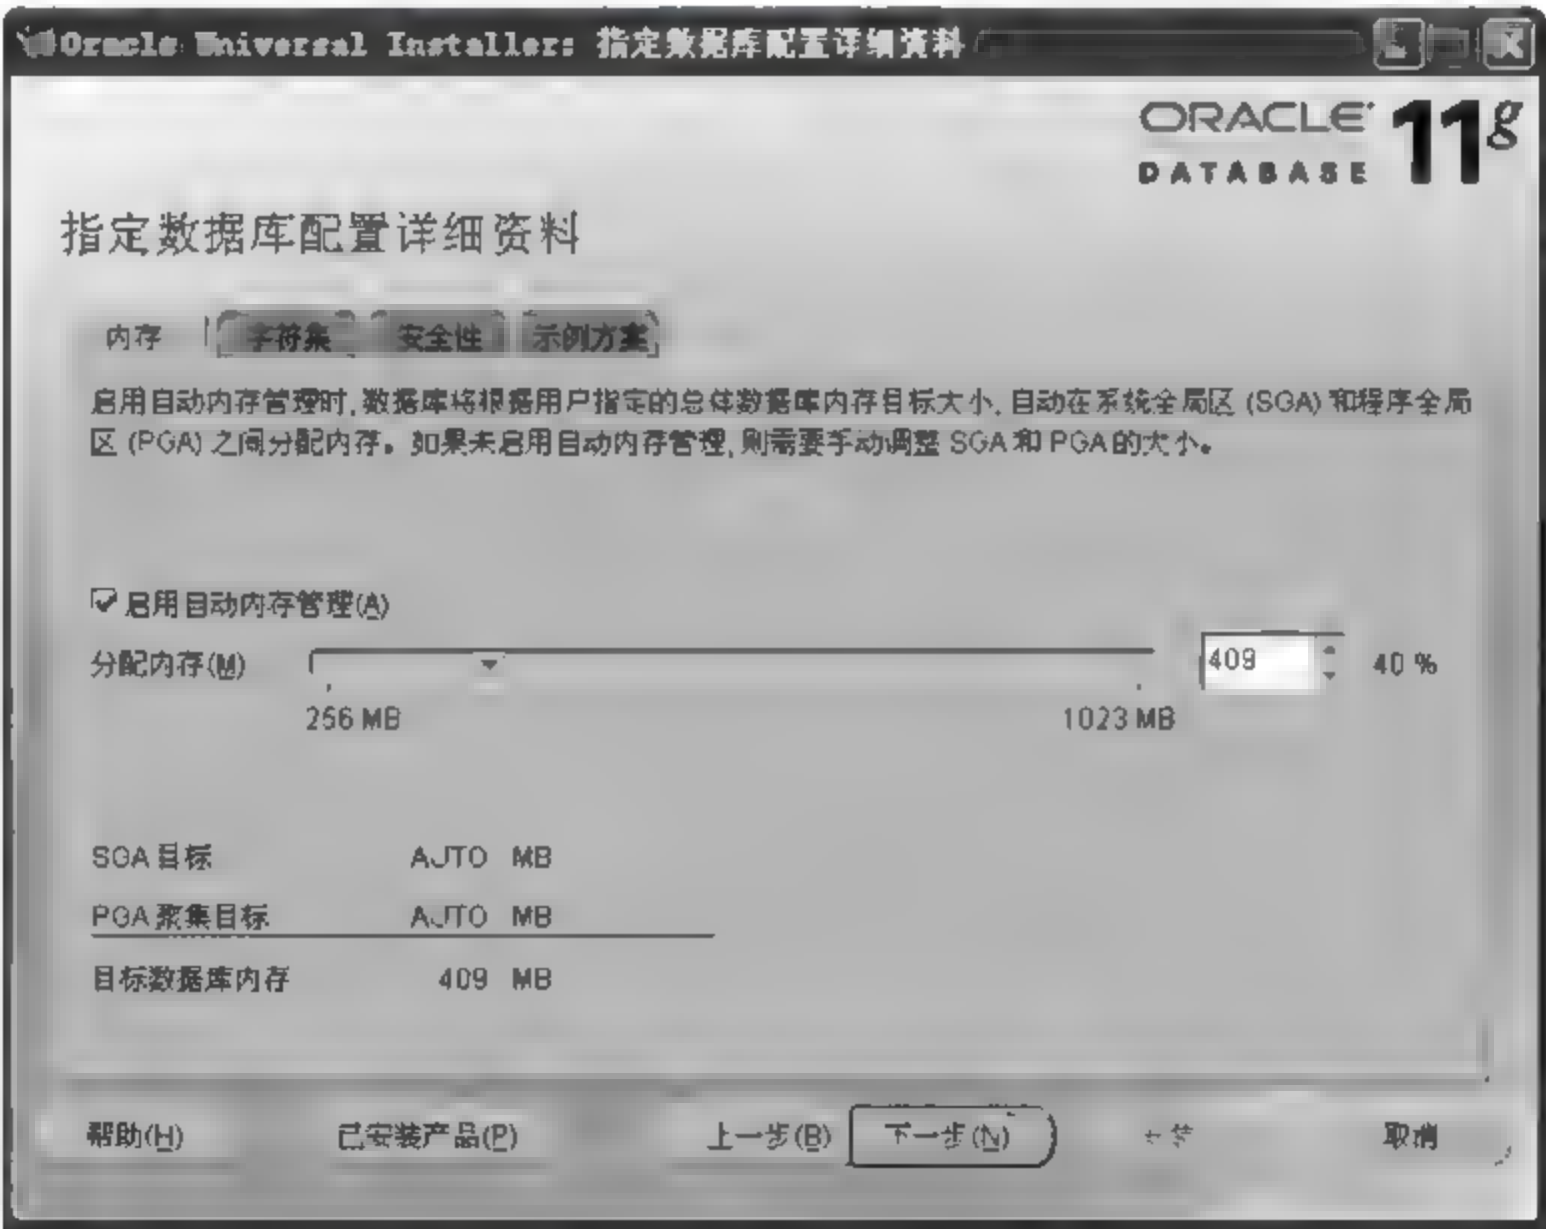 Oracle Universal Installer: 指定数据库配置详细资料
ORACLE 11g
DATABASE
指定数据库配置详细资料
内存 字符集 安全性 示例方案
启用自动内存管理时,数据库将根据用户指定的总体数据库内存目标大小,自动在系统全局区 (SGA) 和程序全局
区 (PGA) 之间分配内存。如果未启用自动内存管理,则需要手动调整 SGA 和 PGA 的大小。
启用自动内存管理(A)
分配内存(M) 409 40 %
256 MB 1023 MB
SGA 目标 AUTO MB
PGA 聚集目标 AUTO MB
目标数据库内存 409 MB
帮助(H) 已安装产品(P) 上一步(B) 下一步(N) 安装 取消